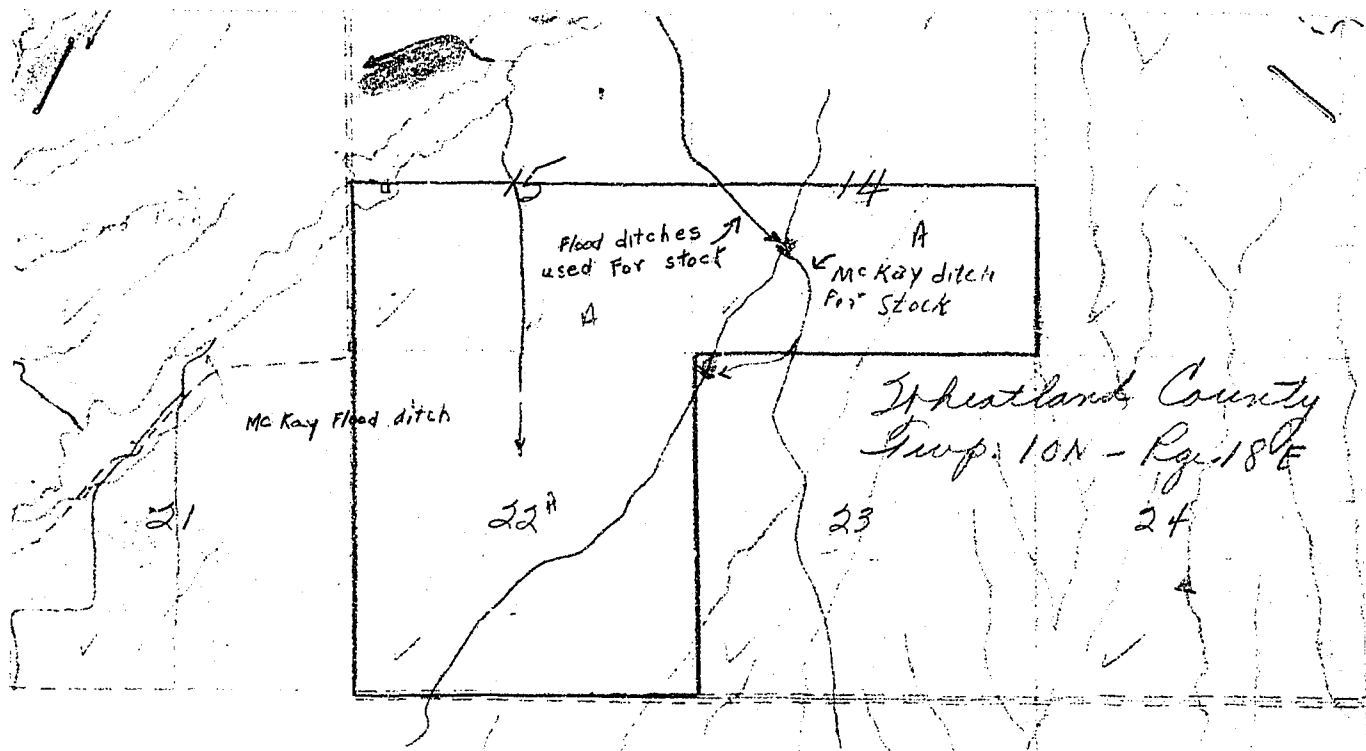 15
14
Flood ditches
used For stock
A
McKay ditch
For Stock
A
McKay Flood ditch
Wheatland County
Twp. 10N - Rge. 18E
21
22 A
23
24